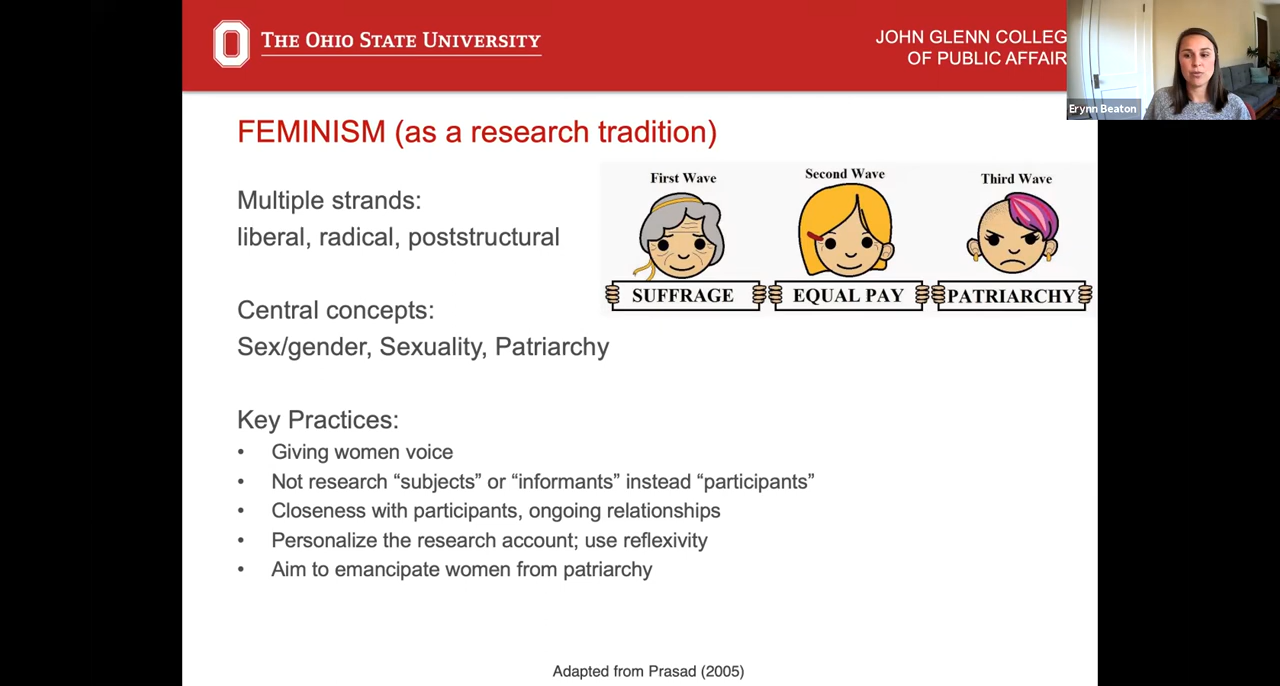 THE OHIO STATE UNIVERSITY
JOHN GLENN COLLEG
OF PUBLIC AFFAIR
Erynn Beaton
FEMINISM (as a research tradition)
First Wave
Second Wave
Third Wave
SUFFRAGE
EQUAL PAY
PATRIARCHY
Multiple strands:
liberal, radical, poststructural
Central concepts:
Sex/gender, Sexuality, Patriarchy
Key Practices:
• Giving women voice
• Not research “subjects” or “informants” instead “participants”
• Closeness with participants, ongoing relationships
• Personalize the research account; use reflexivity
• Aim to emancipate women from patriarchy
Adapted from Prasad (2005)